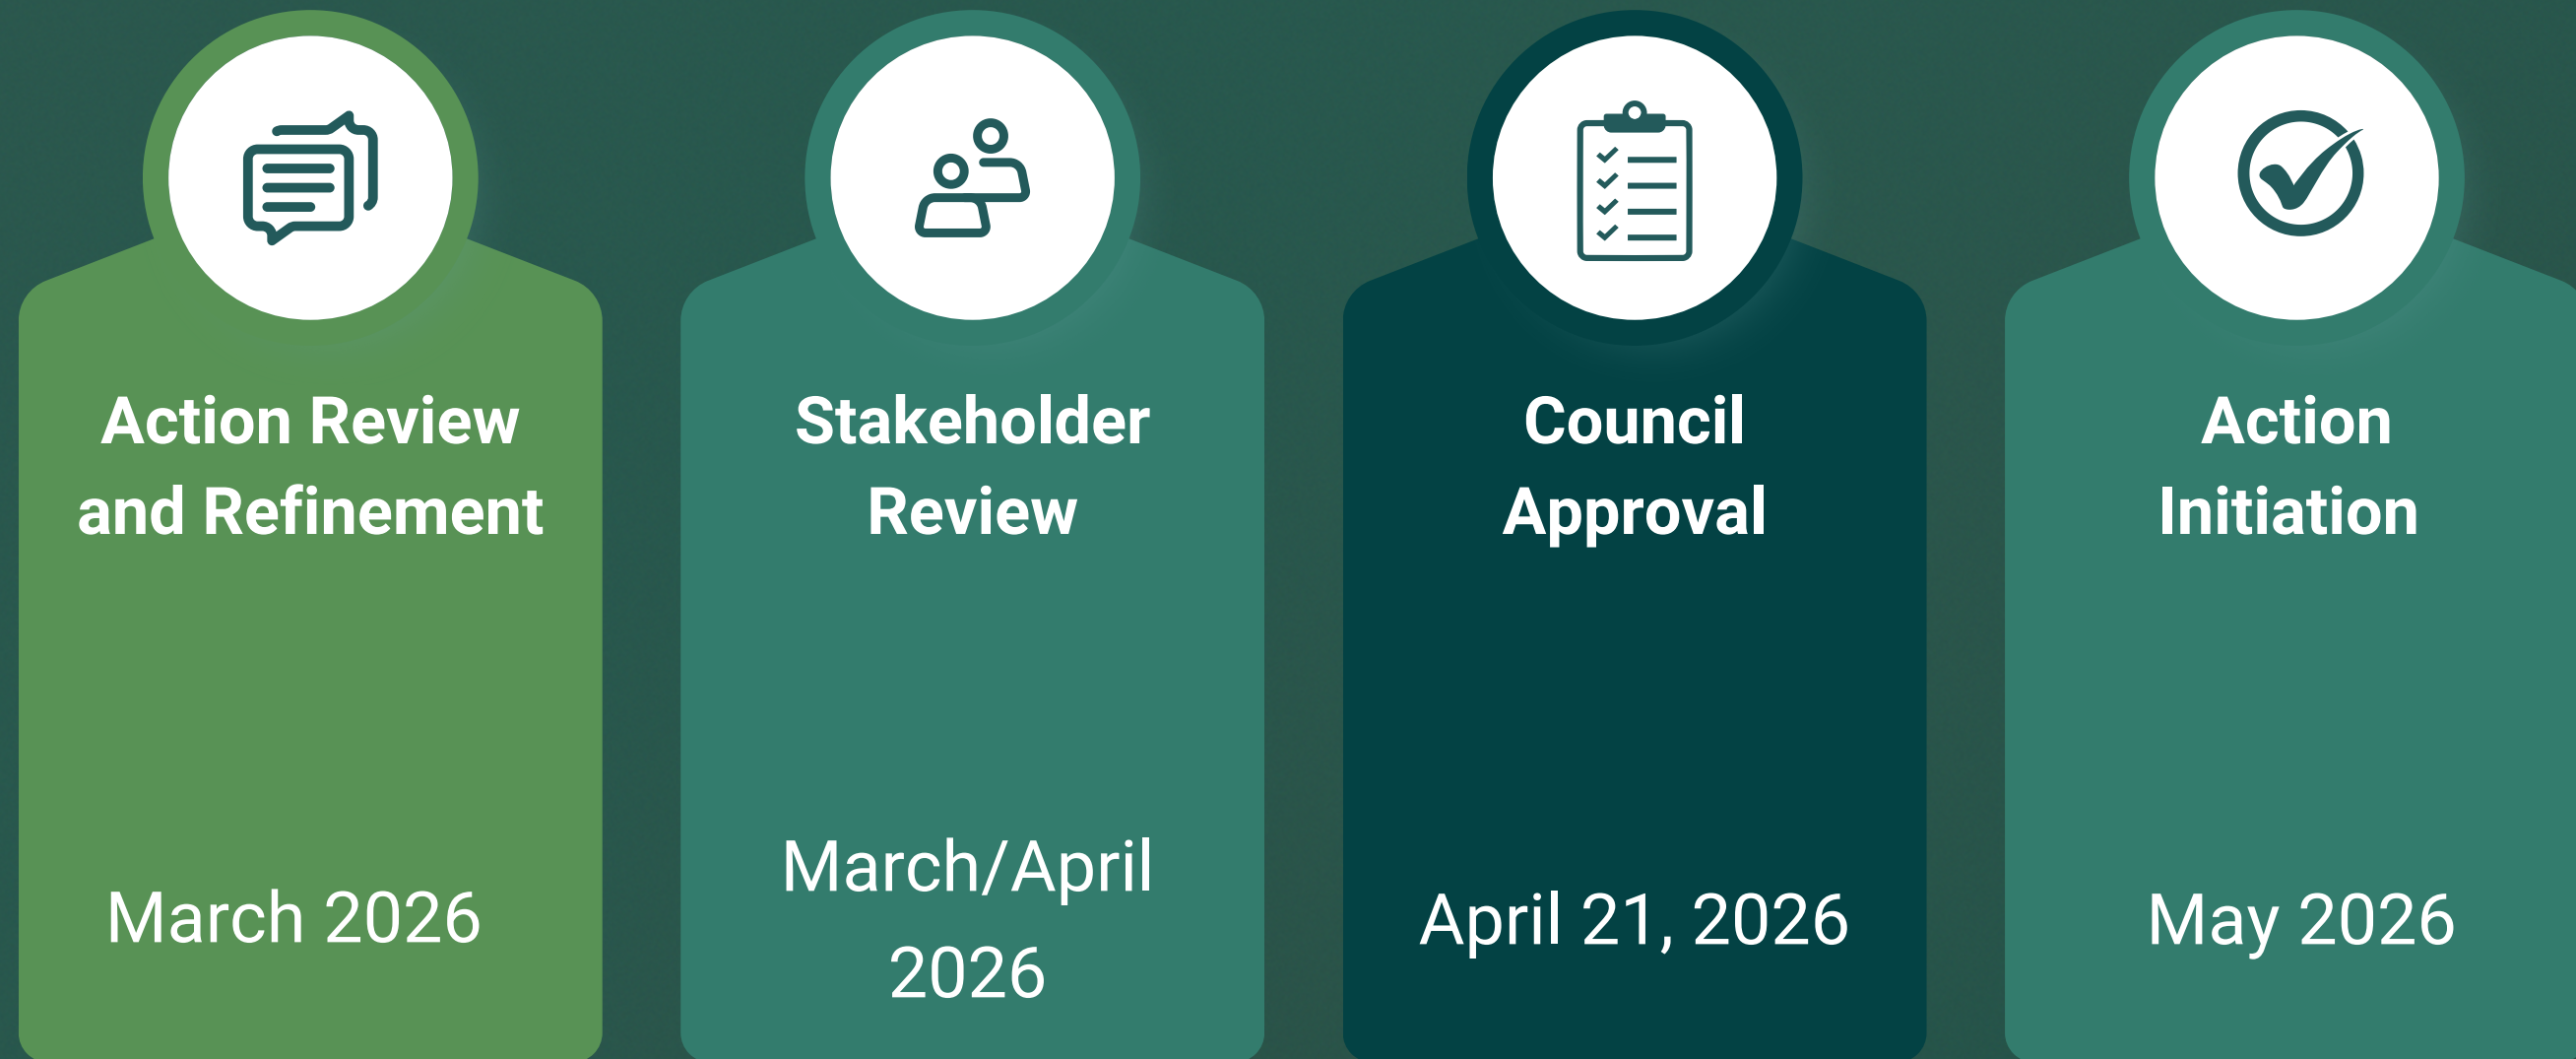 Action Review
and Refinement
March 2026
Stakeholder
Review
March/April
2026
Council
Approval
April 21, 2026
Action
Initiation
May 2026